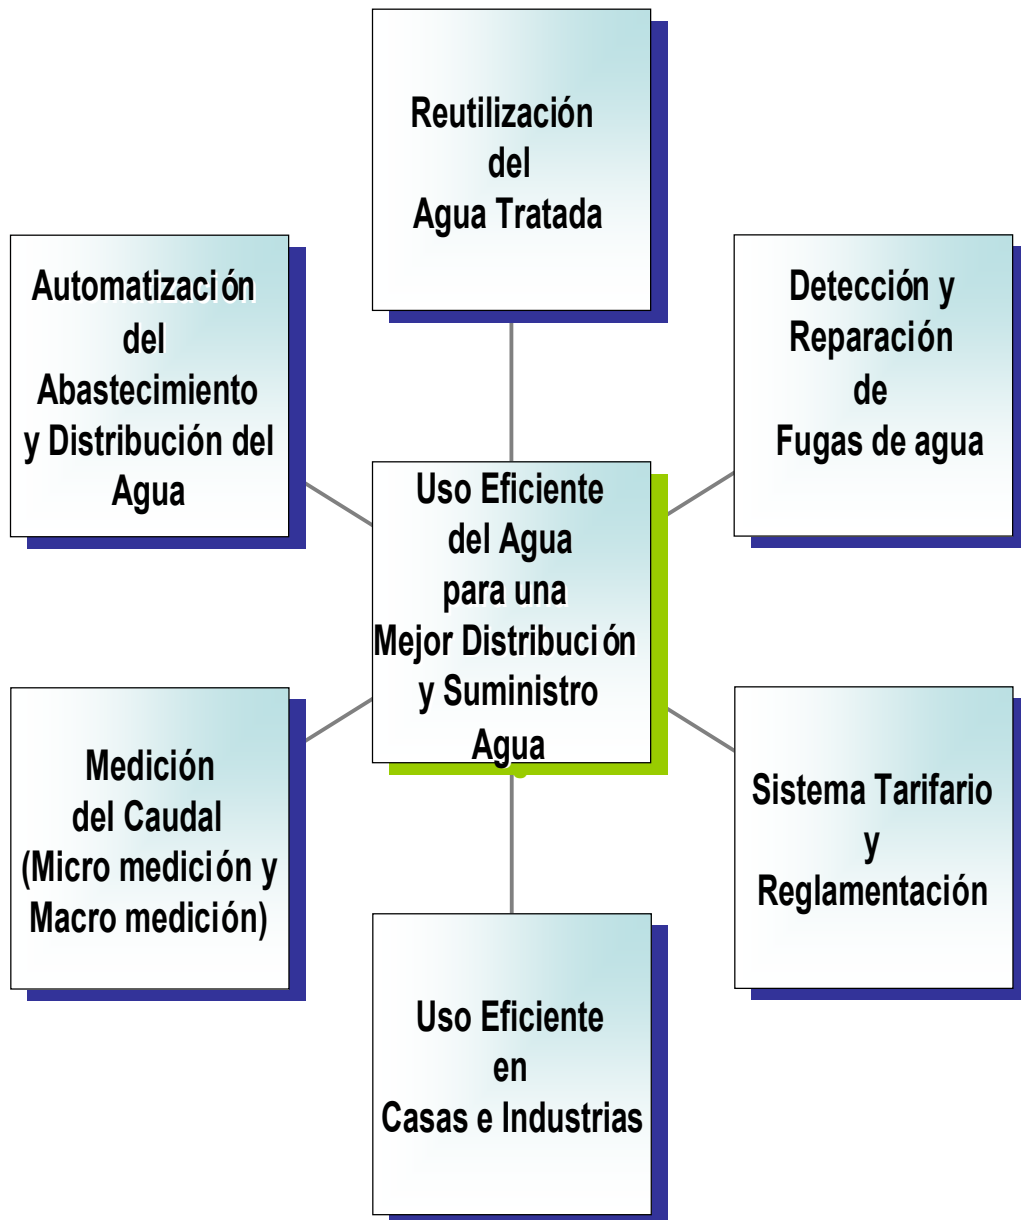 Reutilización
del
Agua Tratada
Automatización
del
Abastecimiento
y Distribución del
Agua
Detección y
Reparación
de
Fugas de agua
Uso Eficiente
del Agua
para una
Mejor Distribución
y Suministro
Agua
Medición
del Caudal
(Micro medición y
Macro medición)
Sistema Tarifario
y
Reglamentación
Uso Eficiente
en
Casas e Industrias